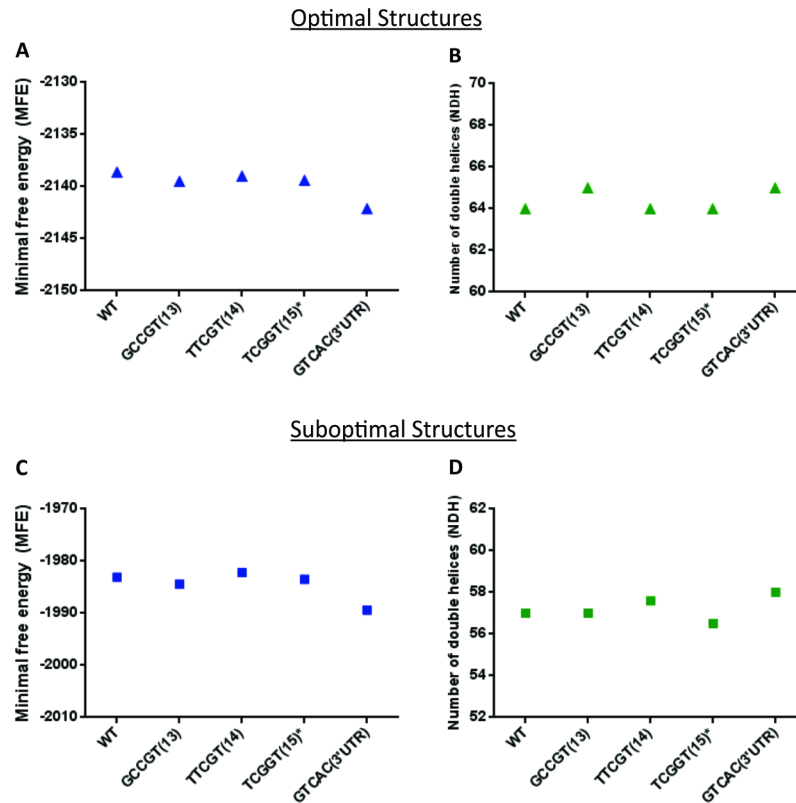 Optimal Structures
A
Minimal free energy (MFE)
-2130
-2135
-2140
-2145
-2150
WT
GCCGT(13)
TTCGT(14)
TCGGT(15)*
GTCAC(3'UTR)
B
Number of double helices (NDH)
70
68
66
64
62
60
WT
GCCGT(13)
TTCGT(14)
TCGGT(15)*
GTCAC(3'UTR)
Suboptimal Structures
C
Minimal free energy (MFE)
-1970
-1980
-1990
-2000
-2010
WT
GCCGT(13)
TTCGT(14)
TCGGT(15)*
GTCAC(3'UTR)
D
Number of double helices (NDH)
62
60
58
56
54
52
WT
GCCGT(13)
TTCGT(14)
TCGGT(15)*
GTCAC(3'UTR)